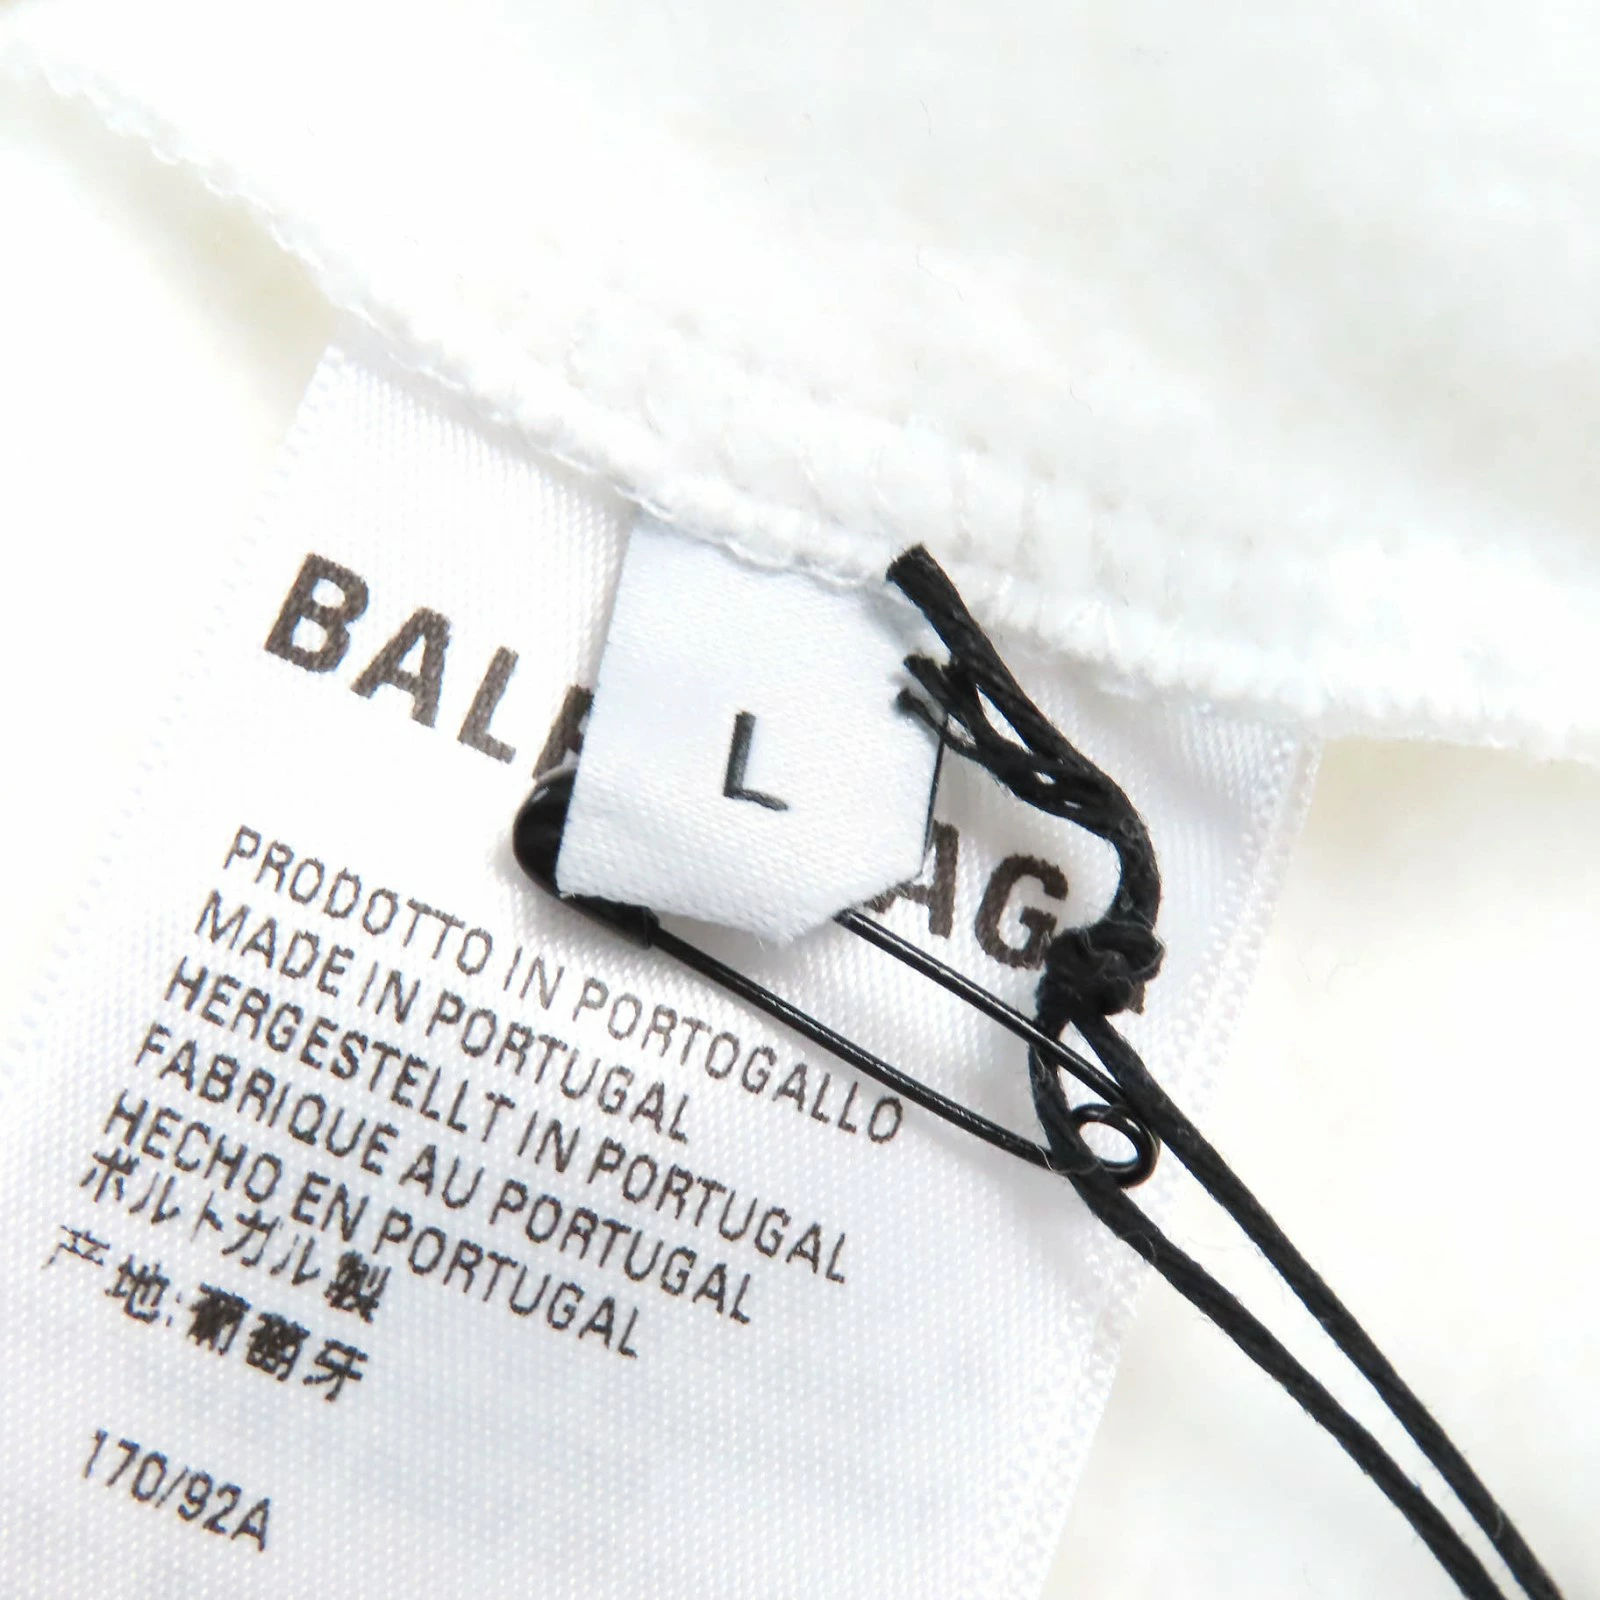 BALE AG
L
PRODOTTO IN PORTOGALLO
MADE IN PORTUGAL
HERGESTELLT IN PORTUGAL
FABRIQUE AU PORTUGAL
HECHO EN PORTUGAL
ポルトガル製
产地:葡萄牙
170/92A